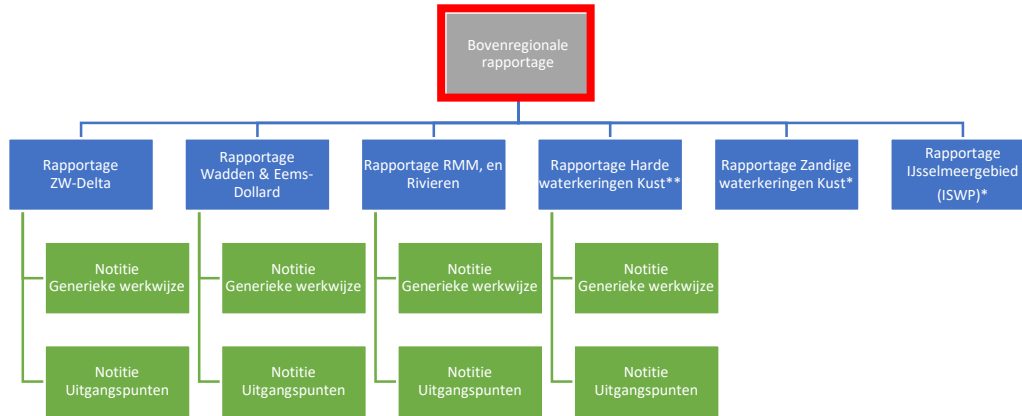 Bovenregionale
rapportage
Rapportage
ZW-Delta
Rapportage
Wadden & Eems-
Dollard
Rapportage RMM, en
Rivieren
Rapportage Harde
waterkeringen Kust**
Rapportage Zandige
waterkeringen Kust*
Rapportage
IJsselmeergebied
(ISWP)*
Notitie
Generieke werkwijze
Notitie
Generieke werkwijze
Notitie
Generieke werkwijze
Notitie
Generieke werkwijze
Notitie
Uitgangspunten
Notitie
Uitgangspunten
Notitie
Uitgangspunten
Notitie
Uitgangspunten